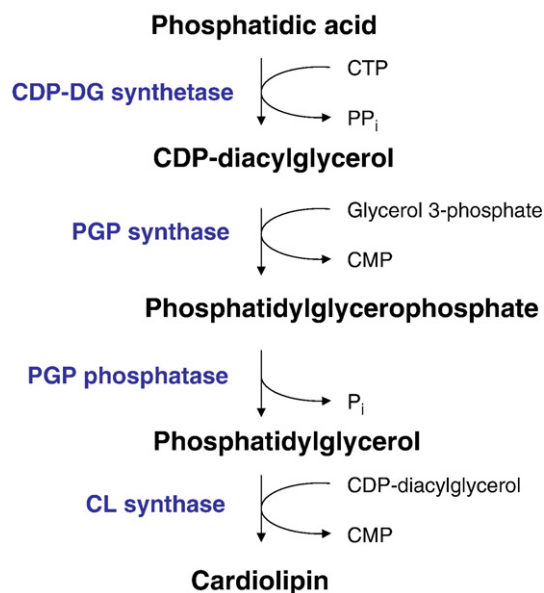 Phosphatidic acid
CTP
CDP-DG synthetase
PPi
CDP-diacylglycerol
Glycerol 3-phosphate
PGP synthase
CMP
Phosphatidylglycerophosphate
PGP phosphatase
Pi
Phosphatidylglycerol
CDP-diacylglycerol
CL synthase
CMP
Cardiolipin